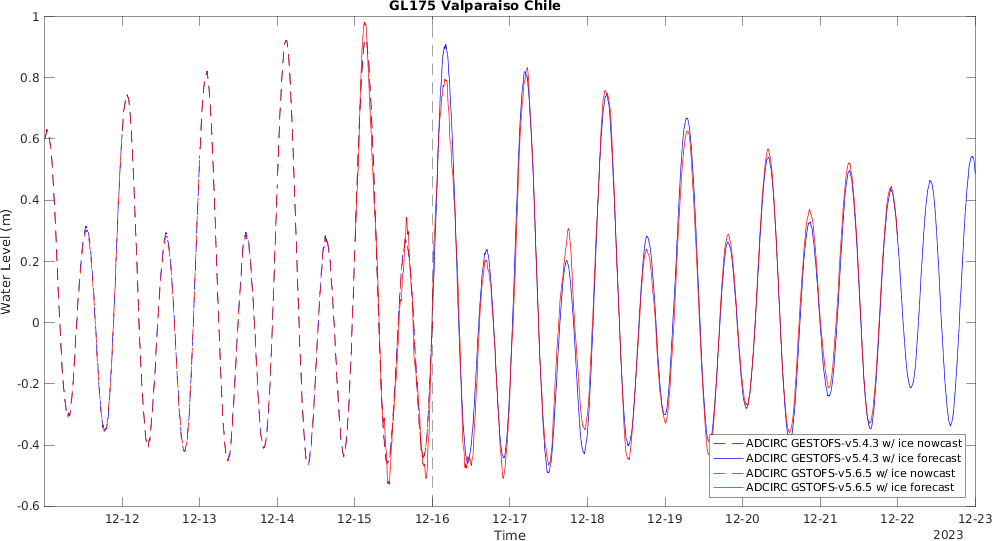 GL175 Valparaiso Chile
1
0.8
0.6
0.4
0.2
0
-0.2
-0.4
-0.6
Water Level (m)
ADCIRC GESTOFS-v5.4.3 w/ ice nowcast
ADCIRC GESTOFS-v5.4.3 w/ ice forecast
ADCIRC GSTOFS-v5.6.5 w/ ice nowcast
ADCIRC GSTOFS-v5.6.5 w/ ice forecast
12-12 12-13 12-14 12-15 12-16 12-17 12-18 12-19 12-20 12-21 12-22 12-23
Time
2023